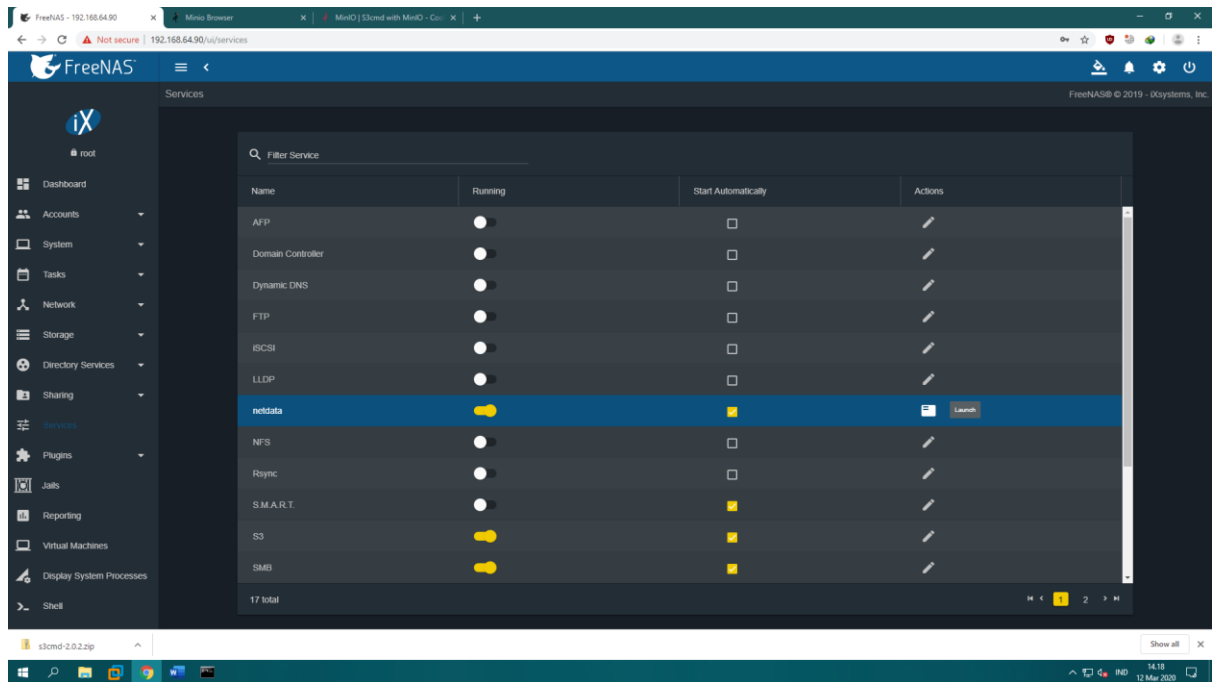 FreeNAS - 192.168.64.90
Minio Browser
MinIO | S3cmd with MinIO - Coo
Not secure | 192.168.64.90/ui/services
FreeNAS
Services
FreeNAS® © 2019 - iXsystems, Inc.
iX
root
Dashboard
Accounts
System
Tasks
Network
Storage
Directory Services
Sharing
Services
Plugins
Jails
Reporting
Virtual Machines
Display System Processes
Shell
Filter Service
Name Running Start Automatically Actions
AFP
Domain Controller
Dynamic DNS
FTP
iSCSI
LLDP
netdata Launch
NFS
Rsync
S.M.A.R.T.
S3
SMB
17 total 1 2
s3cmd-2.0.2.zip
Show all
IND
14.18
12 Mar 2020